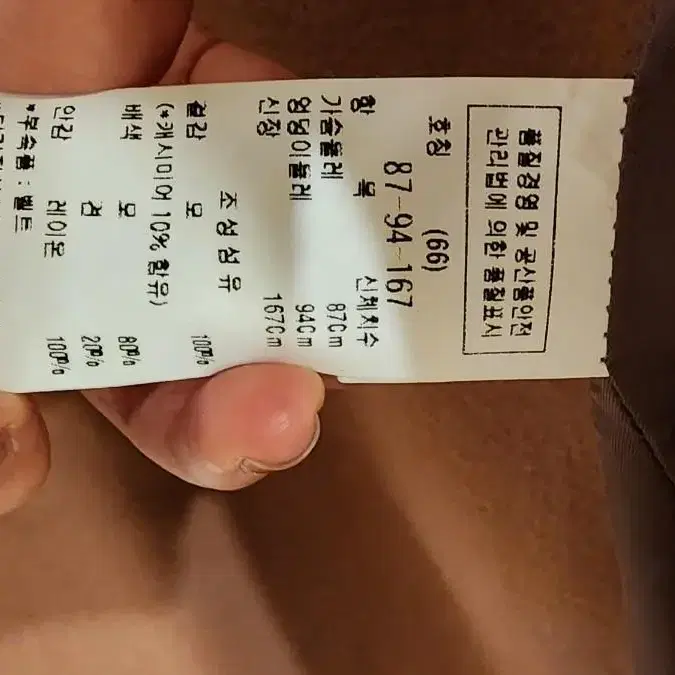 품질경영 및 공산품안전
관리법에 의한 품질표시
호칭 (66)
87-94-167
항 목 신체치수
가슴둘레 87Cm
엉덩이둘레 94Cm
신장 167Cm
조성섬유
겉감 모 100%
(*캐시미어 10% 함유)
배색 모 80%
견 20%
안감 레이온 100%
*부속품 : 벨트